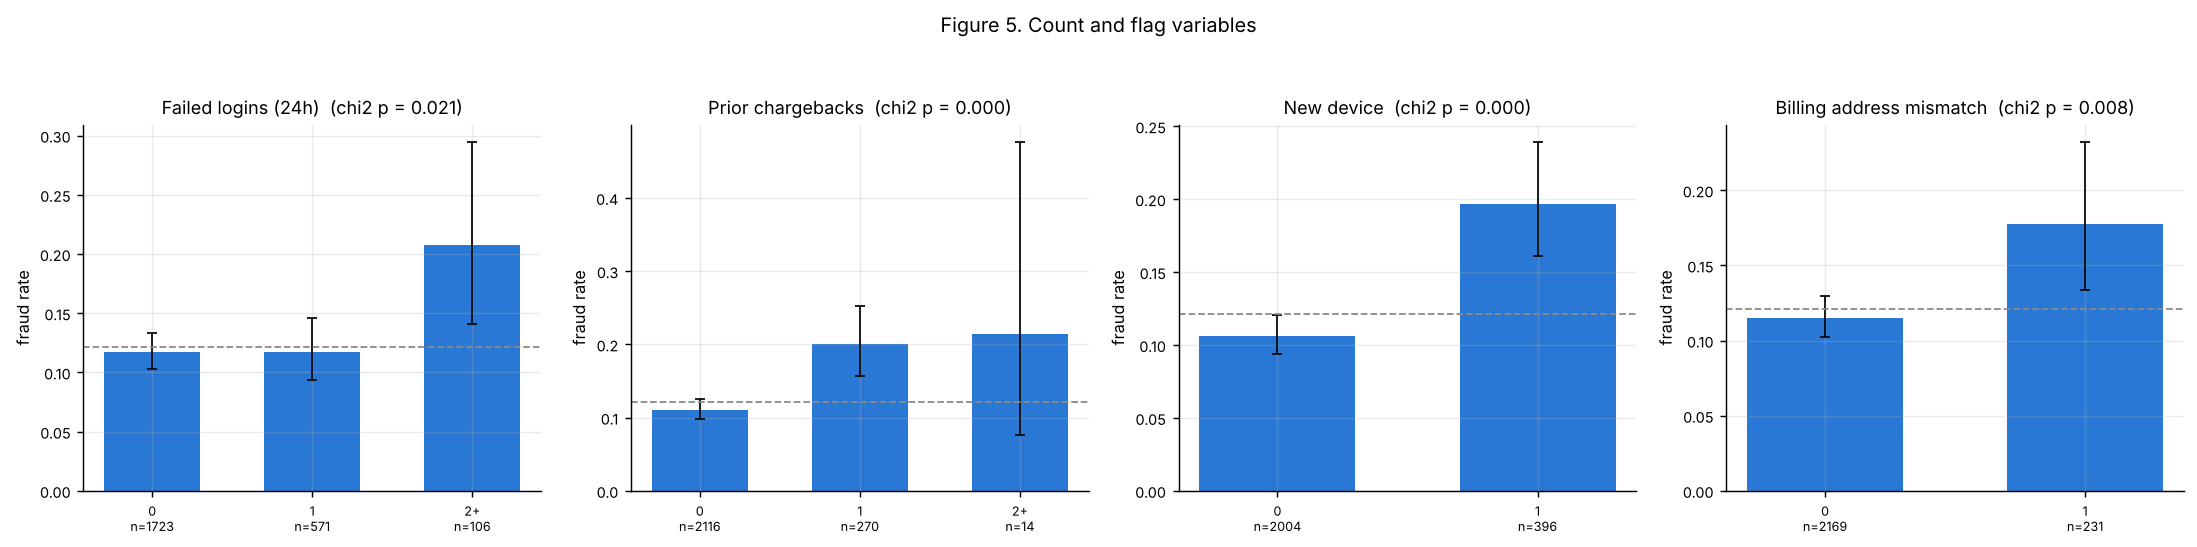 Figure 5. Count and flag variables
Failed logins (24h)  (chi2 p = 0.021)
fraud rate
0.30
0.25
0.20
0.15
0.10
0.05
0.00
0
n=1723
1
n=571
2+
n=106
Prior chargebacks  (chi2 p = 0.000)
fraud rate
0.4
0.3
0.2
0.1
0.0
0
n=2116
1
n=270
2+
n=14
New device  (chi2 p = 0.000)
fraud rate
0.25
0.20
0.15
0.10
0.05
0.00
0
n=2004
1
n=396
Billing address mismatch  (chi2 p = 0.008)
fraud rate
0.20
0.15
0.10
0.05
0.00
0
n=2169
1
n=231